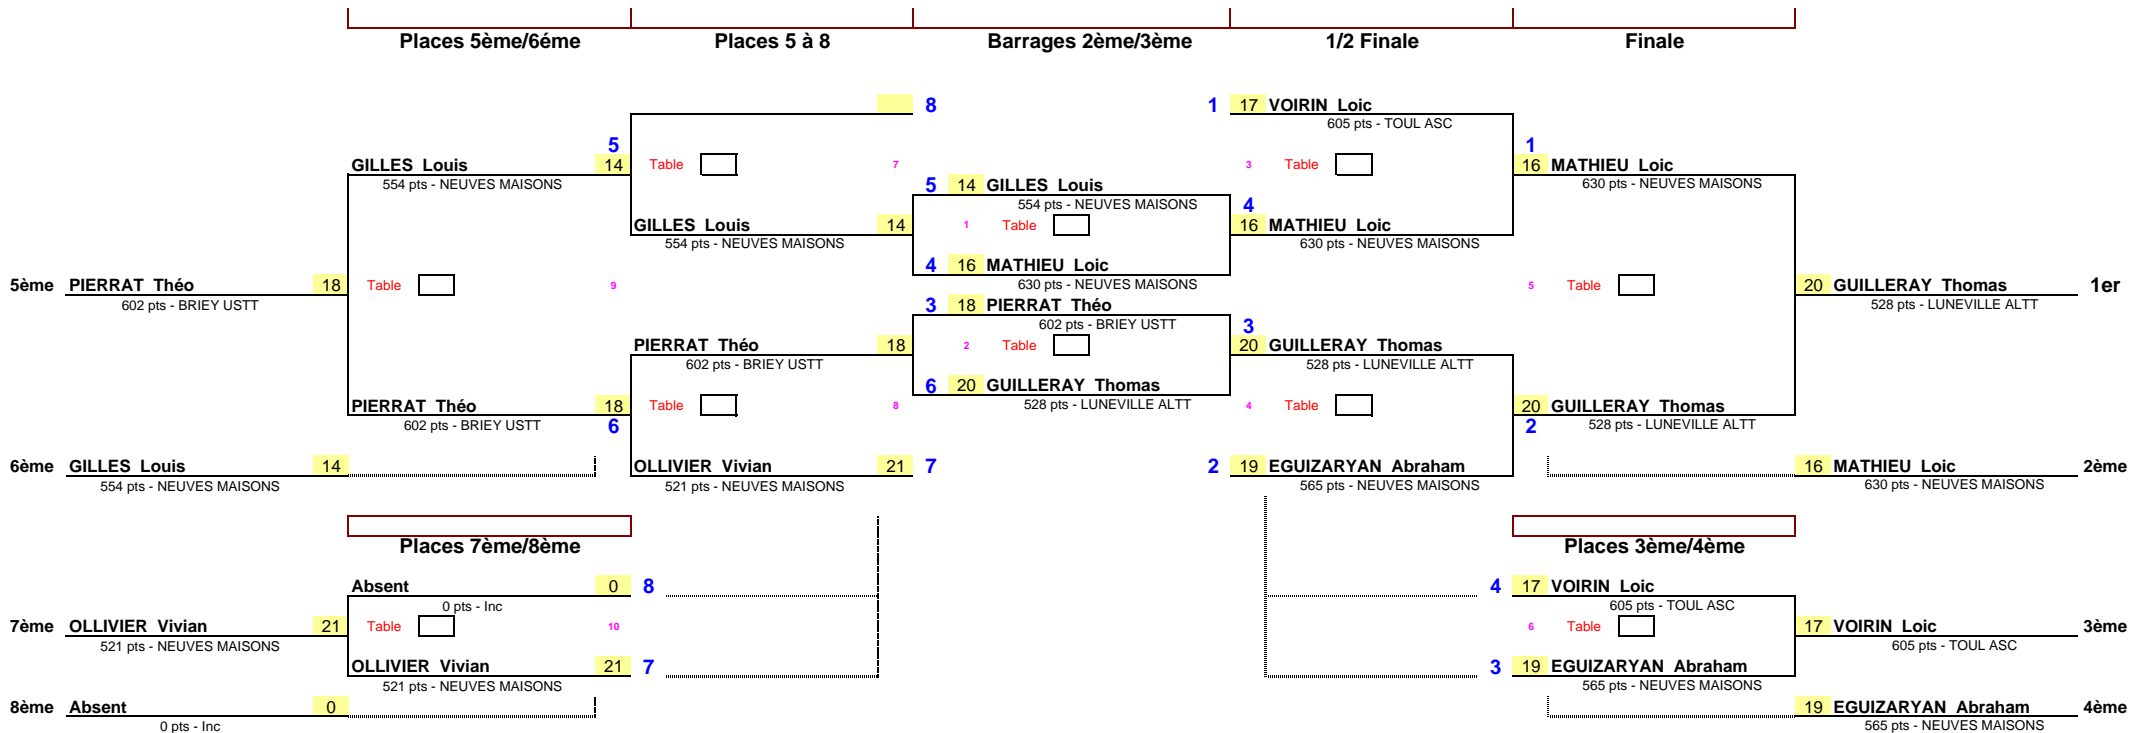 Places 5ème/6éme Places 5 à 8 Barrages 2ème/3ème 1/2 Finale Finale
8 1 17 VOIRIN Loic
605 pts - TOUL ASC
5 1
GILLES Louis 14 Table 7 3 Table 16 MATHIEU Loic
554 pts - NEUVES MAISONS 5 14 GILLES Louis 630 pts - NEUVES MAISONS
554 pts - NEUVES MAISONS 4
GILLES Louis 14 1 Table 16 MATHIEU Loic
554 pts - NEUVES MAISONS 630 pts - NEUVES MAISONS
4 16 MATHIEU Loic
5ème PIERRAT Théo 18 Table 9 630 pts - NEUVES MAISONS 5 Table 20 GUILLERAY Thomas 1er
602 pts - BRIEY USTT 3 18 PIERRAT Théo 528 pts - LUNEVILLE ALTT
602 pts - BRIEY USTT 3
PIERRAT Théo 18 2 Table 20 GUILLERAY Thomas
602 pts - BRIEY USTT 528 pts - LUNEVILLE ALTT
6 20 GUILLERAY Thomas
PIERRAT Théo 18 Table 8 528 pts - LUNEVILLE ALTT 4 Table 20 GUILLERAY Thomas
602 pts - BRIEY USTT 6 2 528 pts - LUNEVILLE ALTT
6ème GILLES Louis 14 OLLIVIER Vivian 21 7 2 19 EGUIZARYAN Abraham 16 MATHIEU Loic 2ème
554 pts - NEUVES MAISONS 521 pts - NEUVES MAISONS 565 pts - NEUVES MAISONS 630 pts - NEUVES MAISONS
Places 7ème/8ème Places 3ème/4ème
Absent 0 8 4 17 VOIRIN Loic
0 pts - Inc 605 pts - TOUL ASC
7ème OLLIVIER Vivian 21 Table 10 6 Table 17 VOIRIN Loic 3ème
521 pts - NEUVES MAISONS 605 pts - TOUL ASC
OLLIVIER Vivian 21 7 3 19 EGUIZARYAN Abraham
521 pts - NEUVES MAISONS 565 pts - NEUVES MAISONS
8ème Absent 0 19 EGUIZARYAN Abraham 4ème
0 pts - Inc 565 pts - NEUVES MAISONS